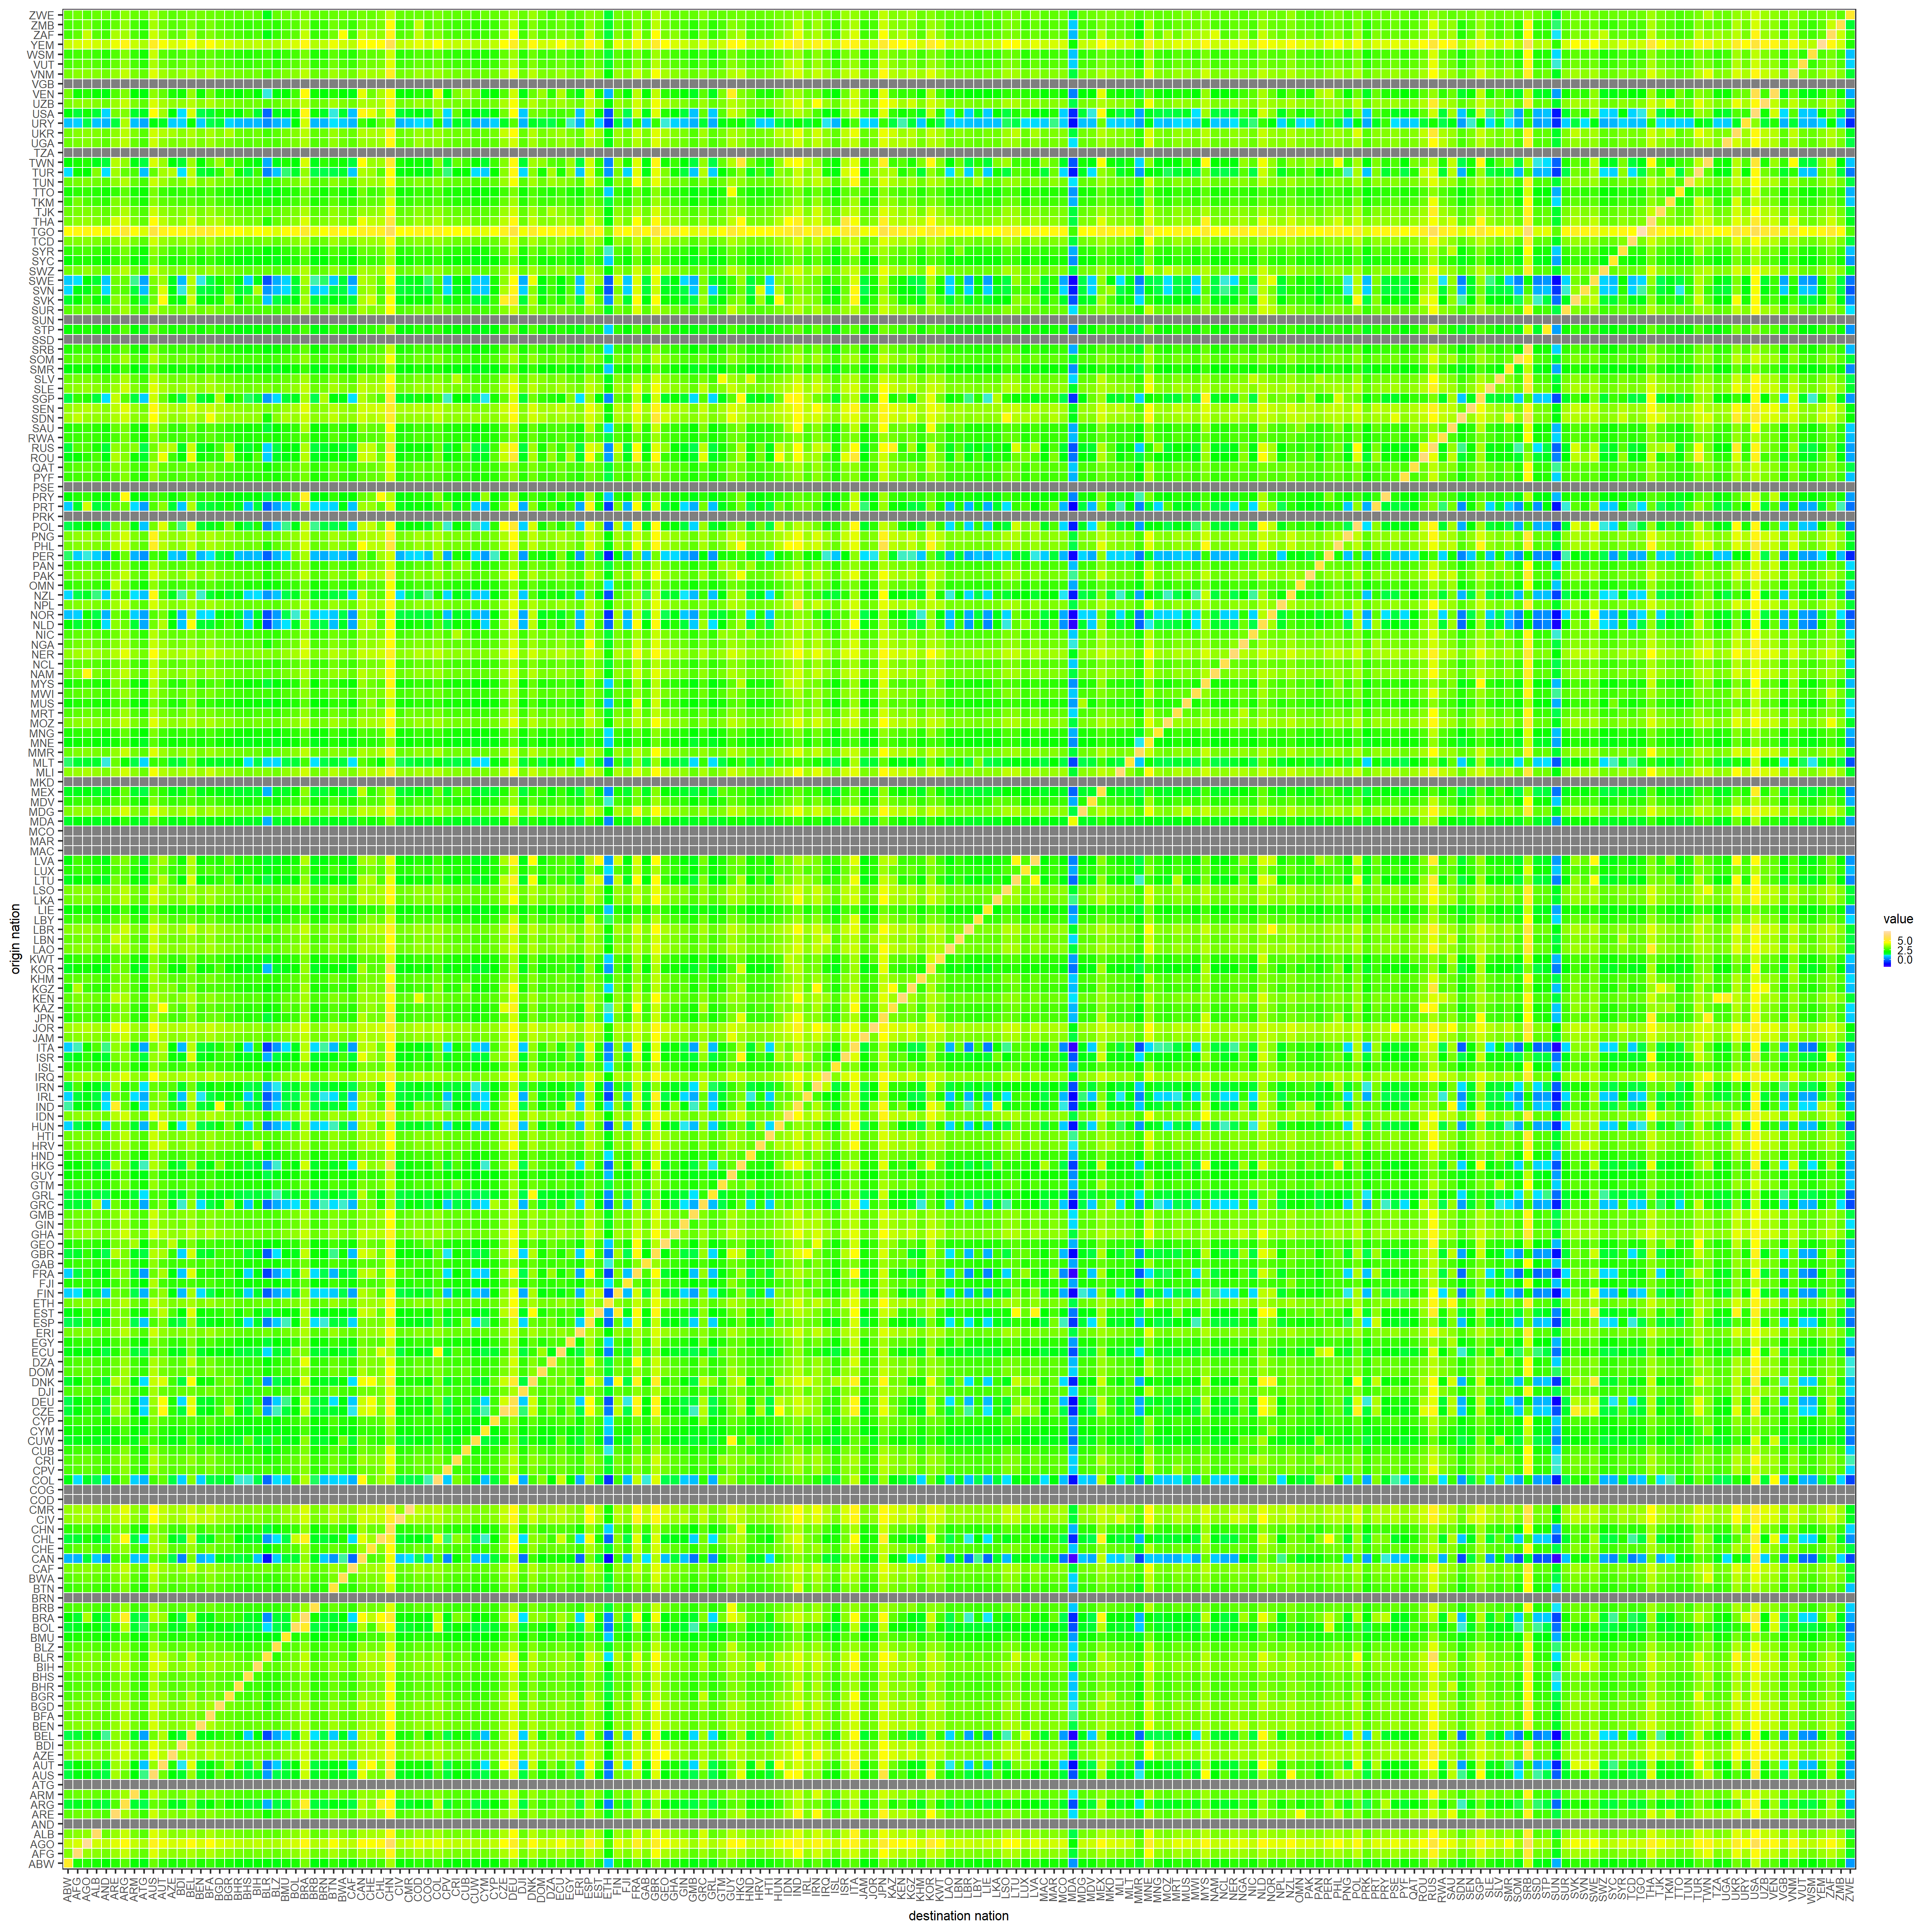 ZWE
ZMB
ZAF
YEM
WSM
VUT
VNM
VGB
VEN
UZB
USA
URY
UKR
UGA
TZA
TWN
TUR
TUN
TTO
TKM
TJK
THA
TGO
TCD
SYR
SYC
SWZ
SWE
SVN
SVK
SUR
SUN
STP
SSD
SRB
SOM
SMR
SLV
SLE
SGP
SEN
SDN
SAU
RWA
RUS
ROU
QAT
PYF
PSE
PRY
PRT
PRK
POL
PNG
PHL
PER
PAN
PAK
OMN
NZL
NPL
NOR
NLD
NIC
NGA
NER
NCL
NAM
MYS
MWI
MUS
MRT
MOZ
MNG
MNE
MMR
MLT
MLI
MKD
MEX
MDV
MDG
MDA
MCO
MAR
MAC
LVA
LUX
LTU
LSO
LKA
LIE
LBY
LBR
LBN
LAO
KWT
KOR
KHM
KGZ
KEN
KAZ
JPN
JOR
JAM
ITA
ISR
ISL
IRQ
IRN
IRL
IND
IDN
HUN
HTI
HRV
HND
HKG
GUY
GTM
GRL
GRC
GMB
GIN
GHA
GEO
GBR
GAB
FRA
FJI
FIN
ETH
EST
ESP
ERI
EGY
ECU
DZA
DOM
DNK
DJI
DEU
CZE
CYP
CYM
CUW
CUB
CRI
CPV
COL
COG
COD
CMR
CIV
CHN
CHL
CHE
CAN
CAF
BWA
BTN
BRN
BRB
BRA
BOL
BMU
BLZ
BLR
BIH
BHS
BHR
BGR
BGD
BFA
BEN
BEL
BDI
AZE
AUT
AUS
ATG
ARM
ARG
ARE
AND
ALB
AGO
AFG
ABW
origin nation
ABW AFG AGO ALB AND ARE ARG ARM ATG AUS AUT AZE BDI BEL BEN BFA BGD BGR BHR BHS BIH BLR BLZ BMU BOL BRA BRB BRN BTN BWA CAF CAN CHE CHL CHN CIV CMR COD COG COL CPV CRI CUB CUW CYM CYP CZE DEU DJI DNK DOM DZA ECU EGY ERI ESP EST ETH FIN FJI FRA GAB GBR GEO GHA GIN GMB GRC GRL GTM GUY HKG HND HRV HTI HUN IDN IND IRL IRN IRQ ISL ISR ITA JAM JOR JPN KAZ KEN KGZ KHM KOR KWT LAO LBN LBR LBY LIE LKA LSO LTU LUX LVA MAC MAR MCO MDA MDG MDV MEX MKD MLI MLT MMR MNE MNG MOZ MRT MUS MWI MYS NAM NCL NER NGA NIC NLD NOR NPL NZL OMN PAK PAN PER PHL PNG POL PRK PRT PRY PSE PYF QAT ROU RUS RWA SAU SDN SEN SGP SLE SLV SMR SOM SRB SSD STP SUN SUR SVK SVN SWE SWZ SYC SYR TCD TGO THA TJK TKM TTO TUN TUR TWN TZA UGA UKR URY USA UZB VEN VGB VNM VUT WSM YEM ZAF ZMB ZWE
destination nation
value
5.0
2.5
0.0